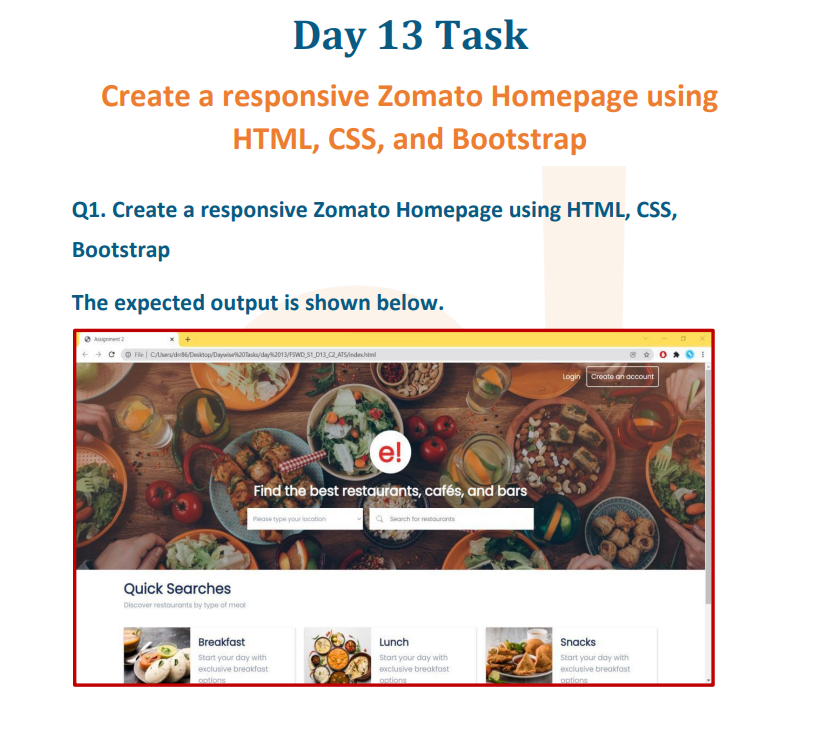 Day 13 Task
Create a responsive Zomato Homepage using
HTML, CSS, and Bootstrap
Q1. Create a responsive Zomato Homepage using HTML, CSS,
Bootstrap
The expected output is shown below.
Assignment 2
File | C:/Users/drr86/Desktop/Daywise%20Tasks/day%2013/FSWD_S1_D13_C2_ATS/index.html
Login Create an account
e!
Find the best restaurants, cafés, and bars
Please type your location Search for restaurants
Quick Searches
Discover restaurants by type of meal
Breakfast Lunch Snacks
Start your day with Start your day with Start your day with
exclusive breakfast exclusive breakfast exclusive breakfast
options options options